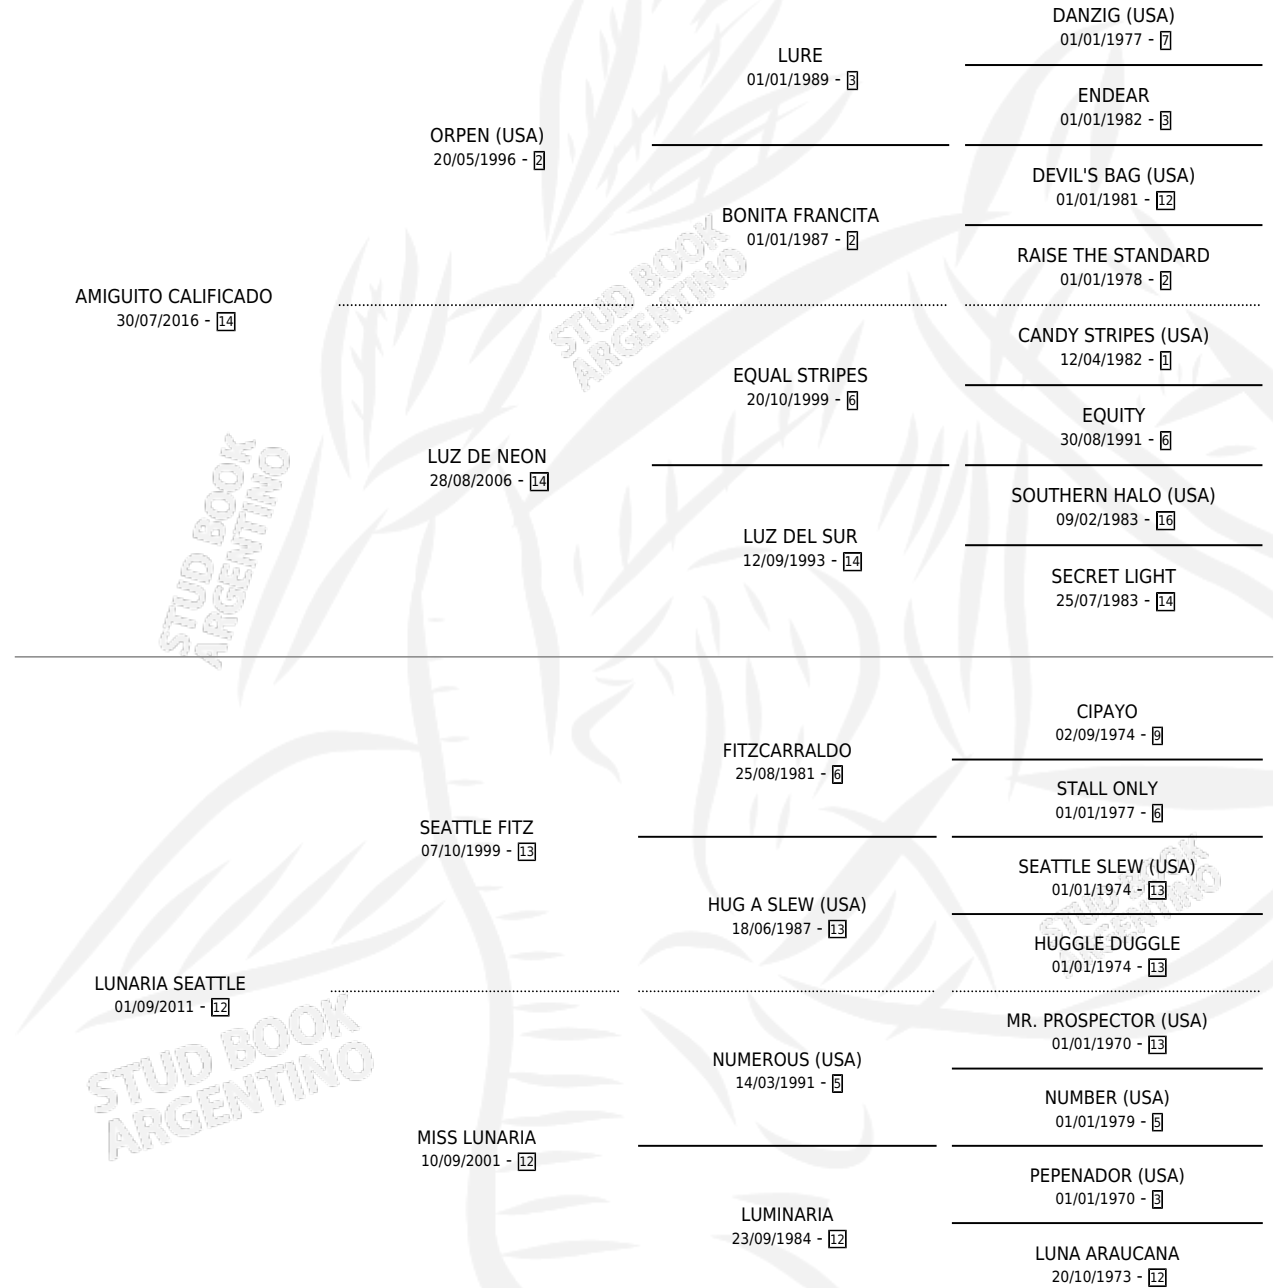 DANZIG (USA)
01/01/1977 - 7
LURE
01/01/1989 - 3
ENDEAR
01/01/1982 - 3
ORPEN (USA)
20/05/1996 - 2
DEVIL'S BAG (USA)
01/01/1981 - 12
BONITA FRANCITA
01/01/1987 - 2
RAISE THE STANDARD
01/01/1978 - 2
AMIGUITO CALIFICADO
30/07/2016 - 14
CANDY STRIPES (USA)
12/04/1982 - 1
EQUAL STRIPES
20/10/1999 - 6
EQUITY
30/08/1991 - 6
LUZ DE NEON
28/08/2006 - 14
SOUTHERN HALO (USA)
09/02/1983 - 16
LUZ DEL SUR
12/09/1993 - 14
SECRET LIGHT
25/07/1983 - 14
CIPAYO
02/09/1974 - 9
FITZCARRALDO
25/08/1981 - 6
STALL ONLY
01/01/1977 - 6
SEATTLE FITZ
07/10/1999 - 13
SEATTLE SLEW (USA)
01/01/1974 - 13
HUG A SLEW (USA)
18/06/1987 - 13
HUGGLE DUGGLE
01/01/1974 - 13
LUNARIA SEATTLE
01/09/2011 - 12
MR. PROSPECTOR (USA)
01/01/1970 - 13
NUMEROUS (USA)
14/03/1991 - 5
NUMBER (USA)
01/01/1979 - 5
MISS LUNARIA
10/09/2001 - 12
PEPENADOR (USA)
01/01/1970 - 3
LUMINARIA
23/09/1984 - 12
LUNA ARAUCANA
20/10/1973 - 12
STUD BOOK
ARGENTINO
STUD BOOK
ARGENTINO
STUD BOOK
ARGENTINO
STUD BOOK
ARGENTINO